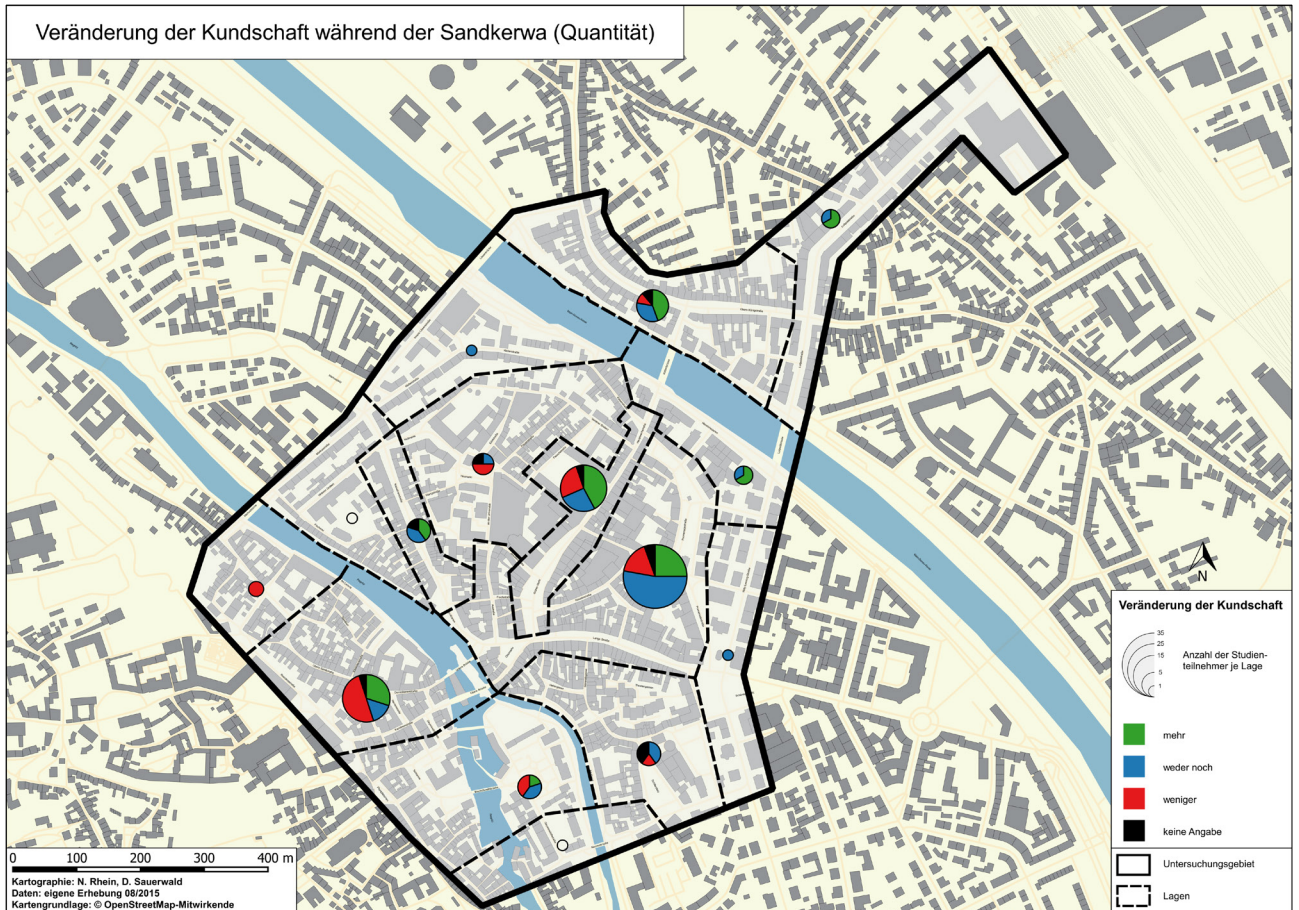 Veränderung der Kundschaft während der Sandkerwa (Quantität)
N
Veränderung der Kundschaft
35
25
15
5
1
Anzahl der Studien-
teilnehmer je Lage
mehr
weder noch
weniger
keine Angabe
Untersuchungsgebiet
Lagen
0 100 200 300 400 m
Kartographie: N. Rhein, D. Sauerwald
Daten: eigene Erhebung 08/2015
Kartengrundlage: © OpenStreetMap-Mitwirkende